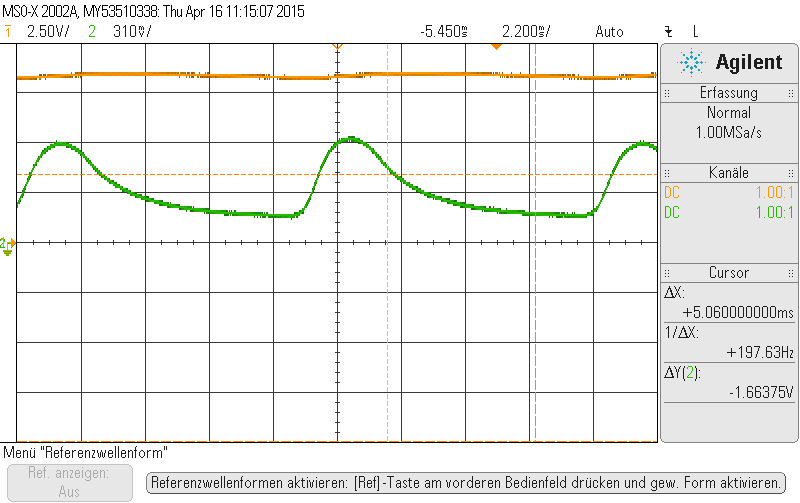 MSO-X 2002A, MY53510338: Thu Apr 16 11:15:07 2015
1 2.50V/ 2 310mV/ -5.450ms 2.200ms/ Auto L
Agilent
Erfassung
Normal
1.00MSa/s
Kanäle
DC 1.00:1
DC 1.00:1
Cursor
ΔX:
+5.060000000ms
1/ΔX:
+197.63Hz
ΔY(2):
-1.66375V
2
Menü "Referenzwellenform"
Ref. anzeigen:
Aus
Referenzwellenformen aktivieren: [Ref]-Taste am vorderen Bedienfeld drücken und gew. Form aktivieren.